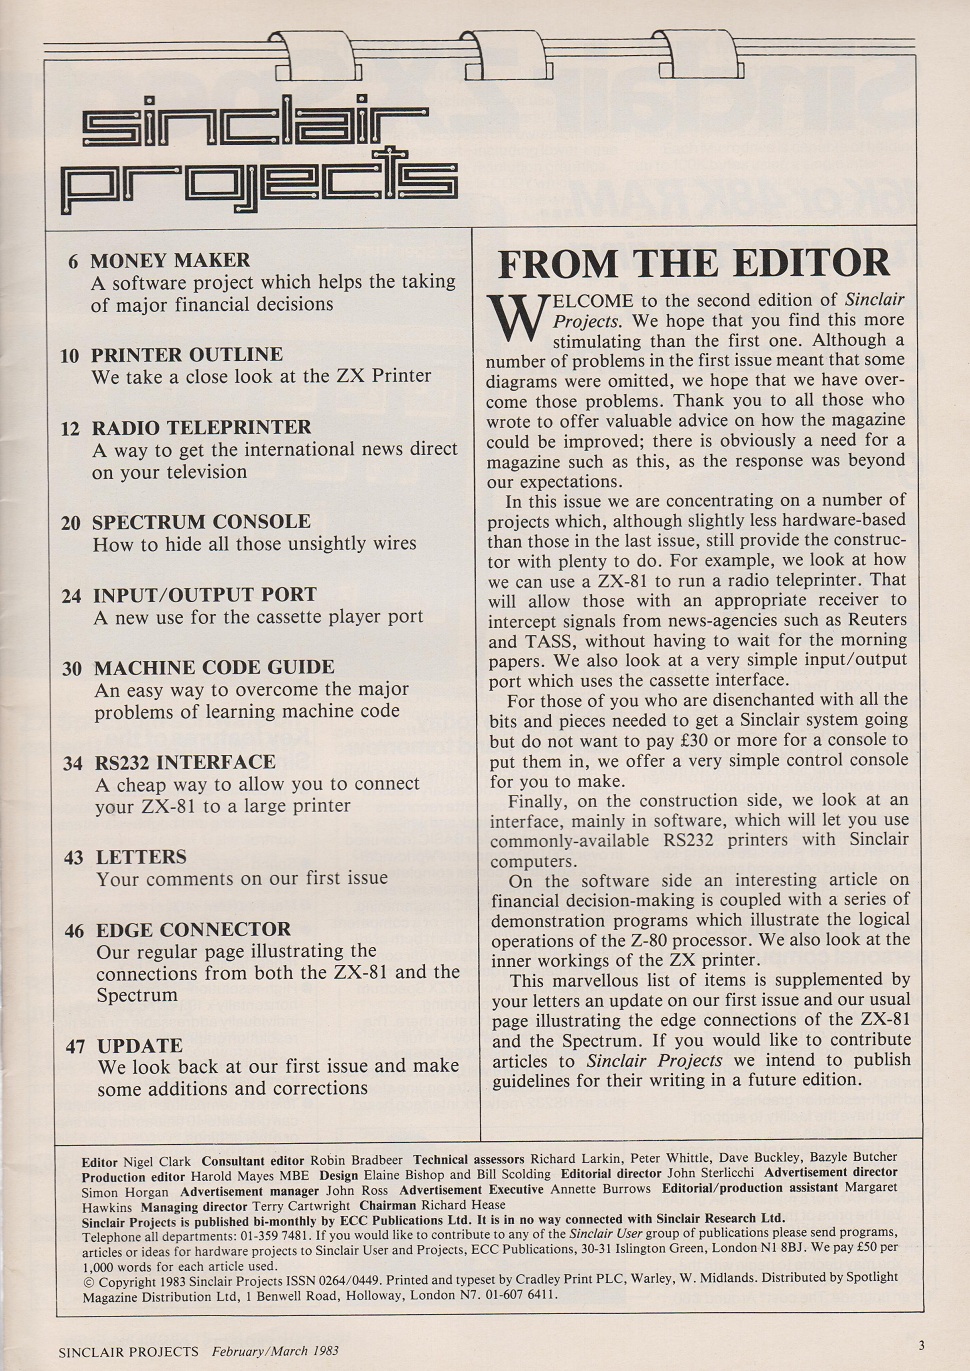 sinclair
projects
6 MONEY MAKER
A software project which helps the taking
of major financial decisions
10 PRINTER OUTLINE
We take a close look at the ZX Printer
12 RADIO TELEPRINTER
A way to get the international news direct
on your television
20 SPECTRUM CONSOLE
How to hide all those unsightly wires
24 INPUT/OUTPUT PORT
A new use for the cassette player port
30 MACHINE CODE GUIDE
An easy way to overcome the major
problems of learning machine code
34 RS232 INTERFACE
A cheap way to allow you to connect
your ZX-81 to a large printer
43 LETTERS
Your comments on our first issue
46 EDGE CONNECTOR
Our regular page illustrating the
connections from both the ZX-81 and the
Spectrum
47 UPDATE
We look back at our first issue and make
some additions and corrections
FROM THE EDITOR
WELCOME to the second edition of Sinclair
Projects. We hope that you find this more
stimulating than the first one. Although a
number of problems in the first issue meant that some
diagrams were omitted, we hope that we have over-
come those problems. Thank you to all those who
wrote to offer valuable advice on how the magazine
could be improved; there is obviously a need for a
magazine such as this, as the response was beyond
our expectations.
In this issue we are concentrating on a number of
projects which, although slightly less hardware-based
than those in the last issue, still provide the construc-
tor with plenty to do. For example, we look at how
we can use a ZX-81 to run a radio teleprinter. That
will allow those with an appropriate receiver to
intercept signals from news-agencies such as Reuters
and TASS, without having to wait for the morning
papers. We also look at a very simple input/output
port which uses the cassette interface.
For those of you who are disenchanted with all the
bits and pieces needed to get a Sinclair system going
but do not want to pay £30 or more for a console to
put them in, we offer a very simple control console
for you to make.
Finally, on the construction side, we look at an
interface, mainly in software, which will let you use
commonly-available RS232 printers with Sinclair
computers.
On the software side an interesting article on
financial decision-making is coupled with a series of
demonstration programs which illustrate the logical
operations of the Z-80 processor. We also look at the
inner workings of the ZX printer.
This marvellous list of items is supplemented by
your letters an update on our first issue and our usual
page illustrating the edge connections of the ZX-81
and the Spectrum. If you would like to contribute
articles to Sinclair Projects we intend to publish
guidelines for their writing in a future edition.
Editor Nigel Clark Consultant editor Robin Bradbeer Technical assessors Richard Larkin, Peter Whittle, Dave Buckley, Bazyle Butcher
Production editor Harold Mayes MBE Design Elaine Bishop and Bill Scolding Editorial director John Sterlicchi Advertisement director
Simon Horgan Advertisement manager John Ross Advertisement Executive Annette Burrows Editorial/production assistant Margaret
Hawkins Managing director Terry Cartwright Chairman Richard Hease
Sinclair Projects is published bi-monthly by ECC Publications Ltd. It is in no way connected with Sinclair Research Ltd.
Telephone all departments: 01-359 7481. If you would like to contribute to any of the Sinclair User group of publications please send programs,
articles or ideas for hardware projects to Sinclair User and Projects, ECC Publications, 30-31 Islington Green, London N1 8BJ. We pay £50 per
1,000 words for each article used.
© Copyright 1983 Sinclair Projects ISSN 0264/0449. Printed and typeset by Cradley Print PLC, Warley, W. Midlands. Distributed by Spotlight
Magazine Distribution Ltd, 1 Benwell Road, Holloway, London N7. 01-607 6411.
SINCLAIR PROJECTS February/March 1983
3